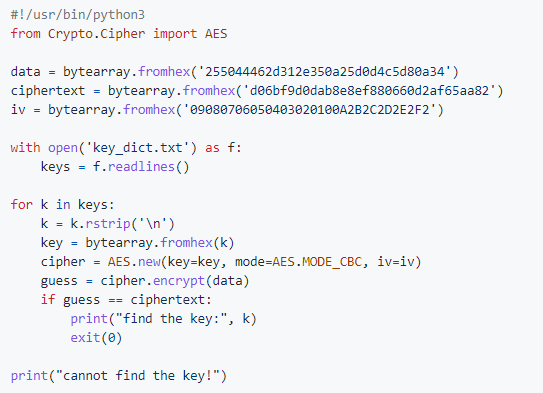 #!/usr/bin/python3
from Crypto.Cipher import AES

data = bytearray.fromhex('255044462d312e350a25d0d4c5d80a34')
ciphertext = bytearray.fromhex('d06bf9d0dab8e8ef880660d2af65aa82')
iv = bytearray.fromhex('09080706050403020100A2B2C2D2E2F2')

with open('key_dict.txt') as f:
    keys = f.readlines()

for k in keys:
    k = k.rstrip('\n')
    key = bytearray.fromhex(k)
    cipher = AES.new(key=key, mode=AES.MODE_CBC, iv=iv)
    guess = cipher.encrypt(data)
    if guess == ciphertext:
        print("find the key:", k)
        exit(0)

print("cannot find the key!")